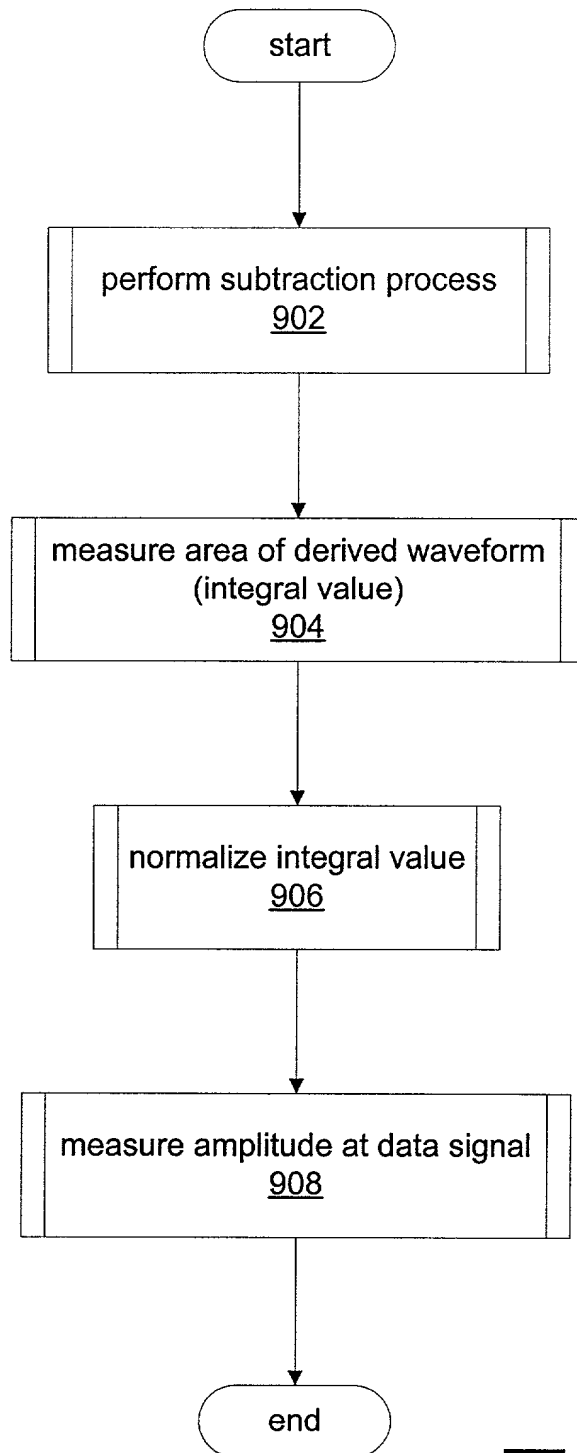 start
perform subtraction process
902
measure area of derived waveform
(integral value)
904
normalize integral value
906
measure amplitude at data signal
908
end